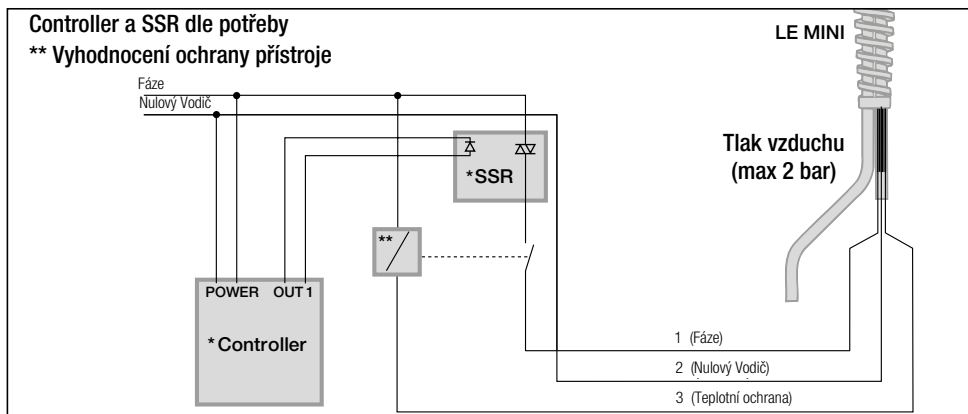 Controller a SSR dle potřeby
** Vyhodnocení ochrany přístroje
LE MINI
Fáze
Nulový Vodič
Tlak vzduchu
(max 2 bar)
*SSR
**
POWER OUT 1
*Controller
1 (Fáze)
2 (Nulový Vodič)
3 (Teplotní ochrana)